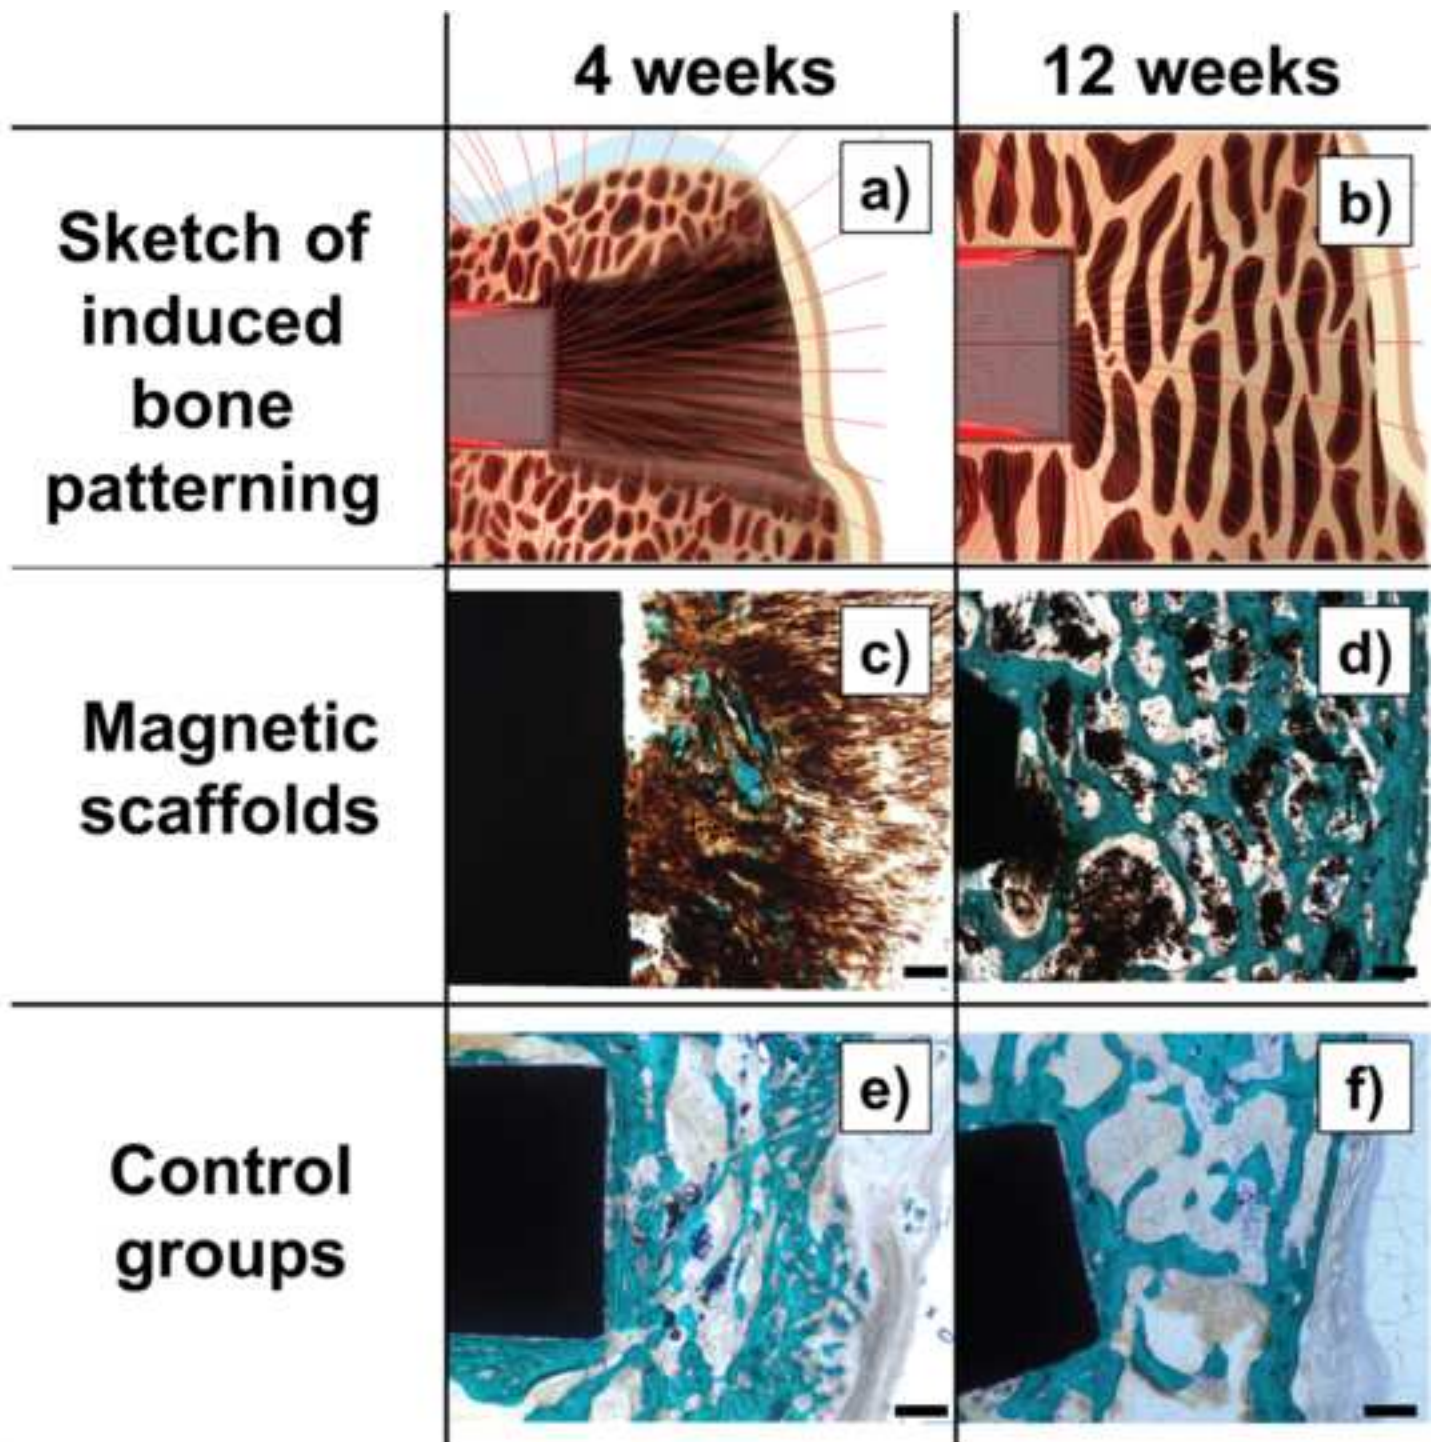 4 weeks
12 weeks
Sketch of
induced
bone
patterning
a)
b)
Magnetic
scaffolds
c)
d)
Control
groups
e)
f)